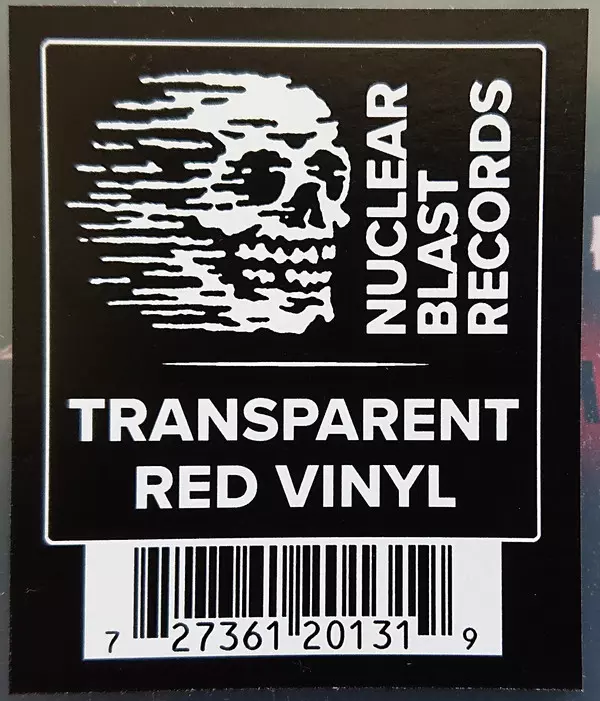 NUCLEAR
BLAST
RECORDS
TRANSPARENT
RED VINYL
7 27361 20131 9